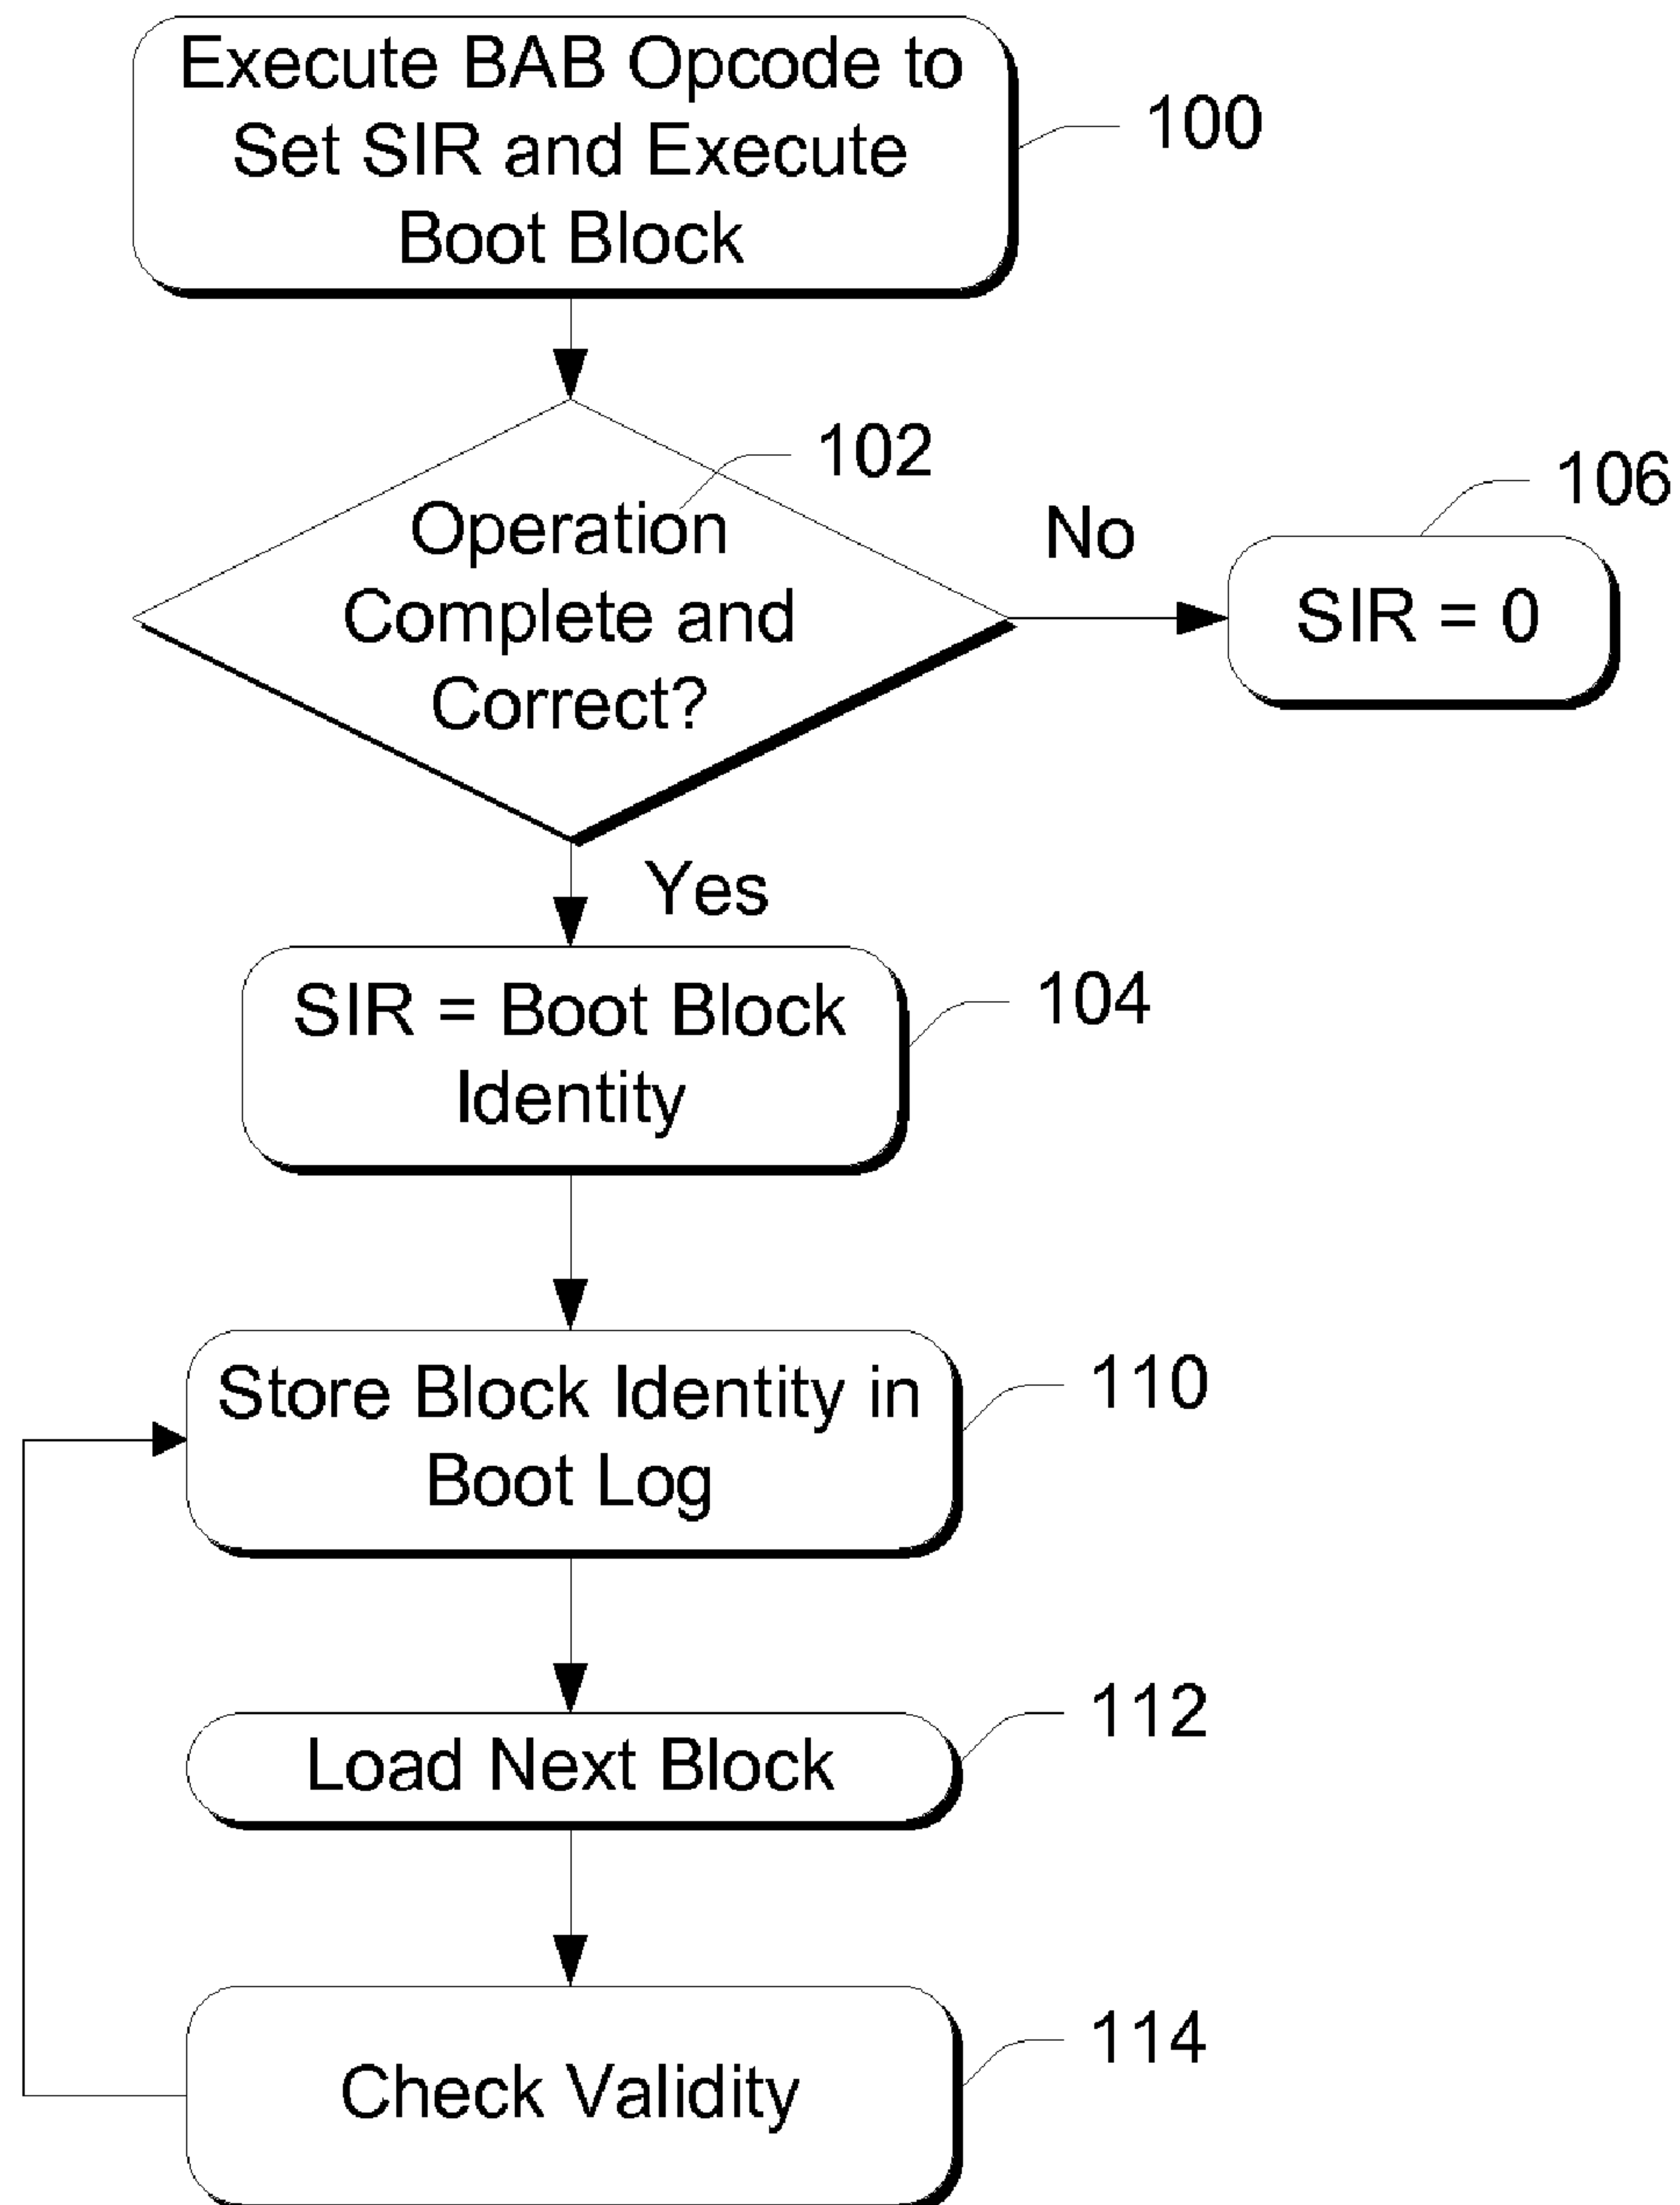 Execute BAB Opcode to
Set SIR and Execute
Boot Block
100
102
Operation
Complete and
Correct?
No
106
SIR = 0
Yes
SIR = Boot Block
Identity
104
Store Block Identity in
Boot Log
110
Load Next Block
112
Check Validity
114